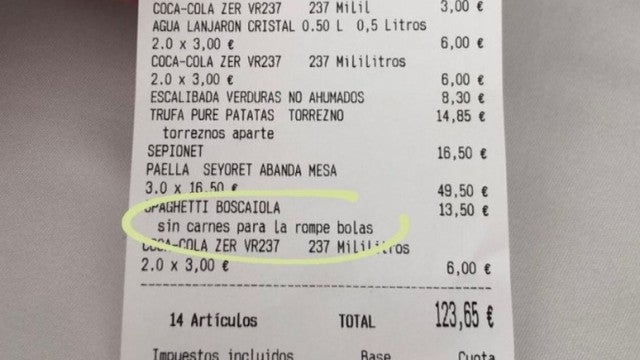 COCA-COLA ZER VR237 237 Milil 3,00 €
AGUA LANJARON CRISTAL 0.50 L 0,5 Litros
2.0 x 3,00 € 6,00 €
COCA-COLA ZER VR237 237 Mililitros
2.0 x 3,00 € 6,00 €
ESCALIBADA VERDURAS NO AHUMADOS 8,30 €
TRUFA PURE PATATAS TORREZNO 14,85 €
torreznos aparte
SEPIONET 16,50 €
PAELLA SEYORET ABANDA MESA
3.0 x 16,50 € 49,50 €
SPAGHETTI BOSCAIOLA 13,50 €
sin carnes para la rompe bolas
COCA-COLA ZER VR237 237 Mililitros
2.0 x 3,00 € 6,00 €
14 Artículos TOTAL 123,65 €
Impuestos incluidos Base Cuota